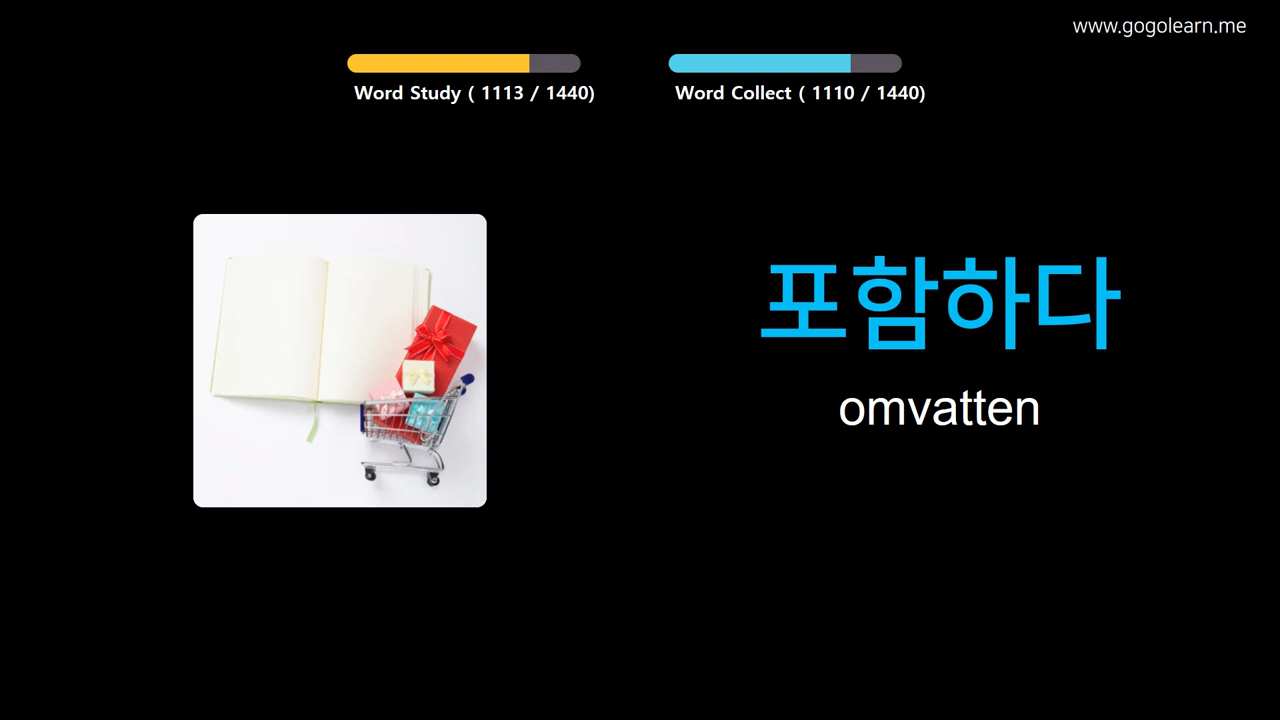 www.gogolearn.me
Word Study ( 1113 / 1440)
Word Collect ( 1110 / 1440)
포함하다
omvatten